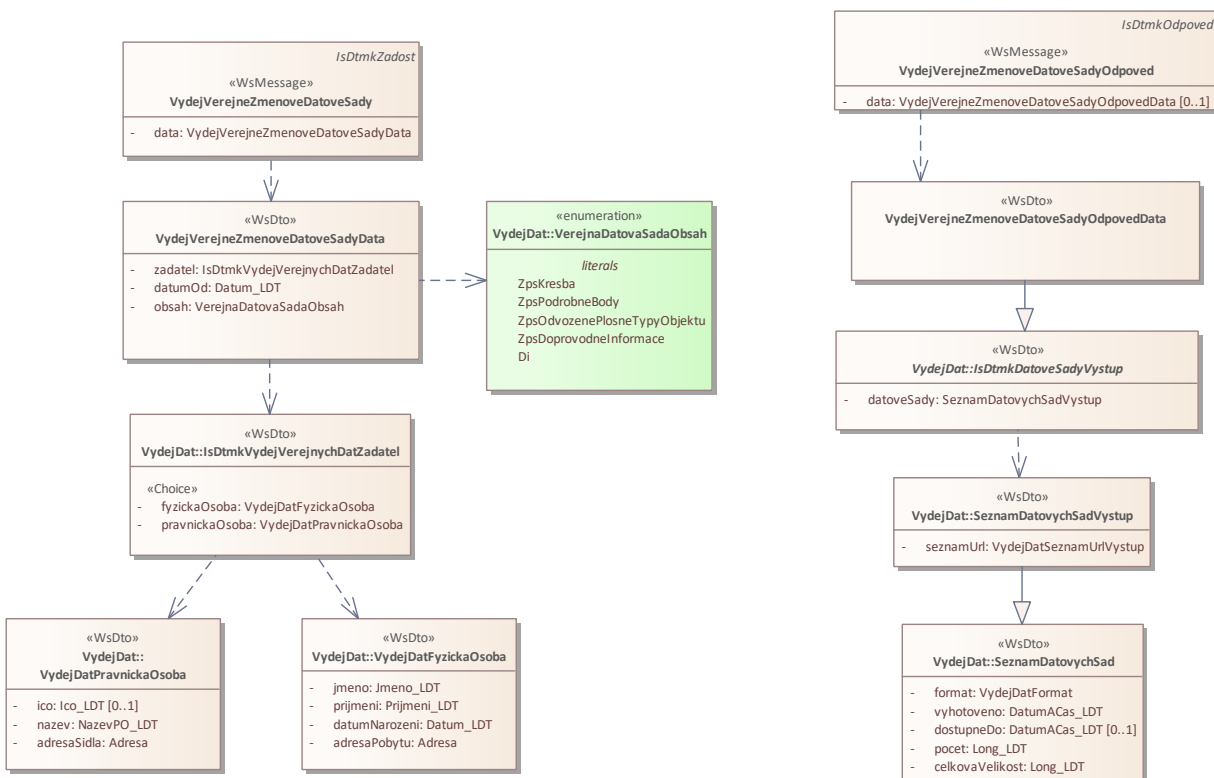 IsDtmkZadost
«WsMessage»
VydejVerejneZmenoveDatoveSady
- data: VydejVerejneZmenoveDatoveSadyData
«WsDto»
VydejVerejneZmenoveDatoveSadyData
- zadatel: IsDtmkVydejVerejnychDatZadatel
- datumOd: Datum_LDT
- obsah: VerejnaDatovaSadaObsah
«enumeration»
VydejDat::VerejnaDatovaSadaObsah
literals
ZpsKresba
ZpsPodrobneBody
ZpsOdvozenePlosneTypyObjektu
ZpsDoprovodneInformace
Di
«WsDto»
VydejDat::IsDtmkVydejVerejnychDatZadatel
«Choice»
- fyzickaOsoba: VydejDatFyzickaOsoba
- pravnickaOsoba: VydejDatPravnickaOsoba
«WsDto»
VydejDat::
VydejDatPravnickaOsoba
- ico: Ico_LDT [0..1]
- nazev: NazevPO_LDT
- adresaSidla: Adresa
«WsDto»
VydejDat::VydejDatFyzickaOsoba
- jmeno: Jmeno_LDT
- prijmeni: Prijmeni_LDT
- datumNarozeni: Datum_LDT
- adresaPobytu: Adresa
IsDtmkOdpoved
«WsMessage»
VydejVerejneZmenoveDatoveSadyOdpoved
- data: VydejVerejneZmenoveDatoveSadyOdpovedData [0..1]
«WsDto»
VydejVerejneZmenoveDatoveSadyOdpovedData
«WsDto»
VydejDat::IsDtmkDatoveSadyVystup
- datoveSady: SeznamDatovychSadVystup
«WsDto»
VydejDat::SeznamDatovychSadVystup
- seznamUrl: VydejDatSeznamUrlVystup
«WsDto»
VydejDat::SeznamDatovychSad
- format: VydejDatFormat
- vyhotoveno: DatumACas_LDT
- dostupneDo: DatumACas_LDT [0..1]
- pocet: Long_LDT
- celkovaVelikost: Long_LDT